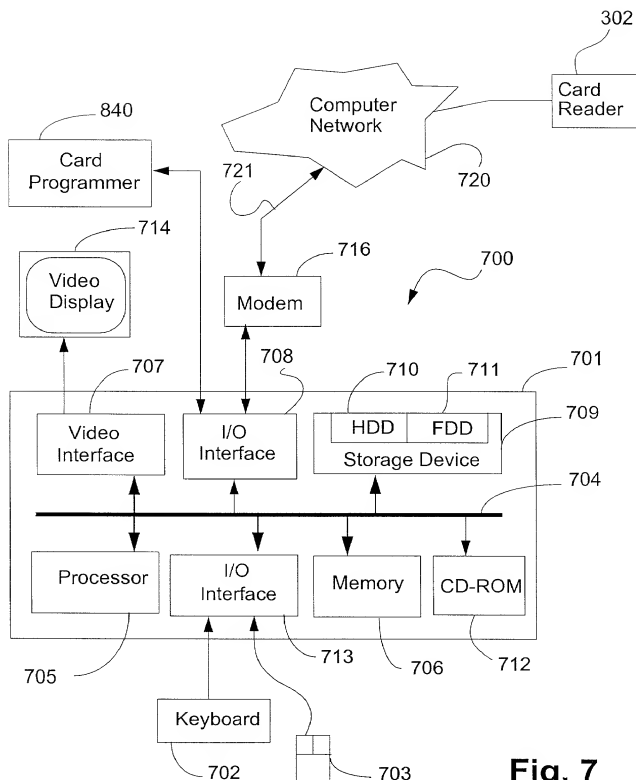 302
Card
Reader
Computer
Network
840
Card
Programmer
721
720
714
716
Video
Display
Modem
700
707
708
710
711
701
709
Video
Interface
I/O
Interface
HDD
FDD
Storage Device
704
Processor
I/O
Interface
Memory
CD-ROM
705
713
706
712
Keyboard
702
703
Fig. 7